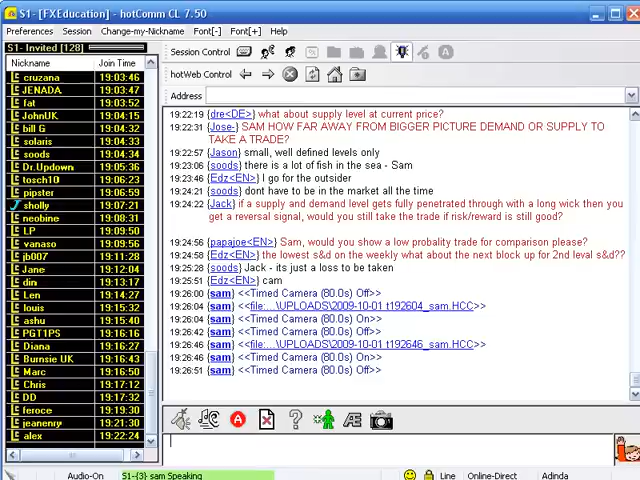 S1- [FXEducation] - hotComm CL 7.50
Preferences Session Change-my-Nickname Font[-] Font[+] Help
S1- Invited [128]
Nickname Join Time
cruzana 19:03:46
JENADA 19:03:47
fat 19:03:52
JohnUK 19:04:15
bill G 19:04:32
solaris 19:04:33
soods 19:04:34
Dr.Updown 19:05:36
tosch10 19:06:23
pipster 19:06:59
sholly 19:07:21
neobine 19:08:31
LP 19:09:50
vanaso 19:09:56
jb007 19:11:28
Jane 19:12:04
din 19:13:17
Len 19:14:27
louis 19:15:32
ashu 19:15:40
PGT1PS 19:15:41
Diana 19:16:27
Burnsie UK 19:16:43
Marc 19:16:50
Chris 19:17:12
DD 19:17:37
feroce 19:19:30
jeanenry 19:21:30
alex 19:22:24
Session Control
hotWeb Control
Address
19:22:19 (dre<DE>) what about supply level at current price?
19:22:31 (Jose-) SAM HOW FAR AWAY FROM BIGGER PICTURE DEMAND OR SUPPLY TO
TAKE A TRADE?
19:22:57 (Jason) small, well defined levels only
19:23:06 (soods) there is a lot of fish in the sea - Sam
19:23:46 (Edz<EN>) I go for the outsider
19:24:21 (soods) dont have to be in the market all the time
19:24:22 (Jack) if a supply and demand level gets fully penetrated through with a long wick then you
get a reversal signal, would you still take the trade if risk/reward is still good?
19:24:56 (papajoe<EN>) Sam, would you show a low probality trade for comparison please?
19:24:58 (Edz<EN>) the lowest s&d on the weekly what about the next block up for 2nd leval s&d??
19:25:28 (soods) Jack - its just a loss to be taken
19:25:51 (Edz<EN>) cam
19:26:00 (sam) <<Timed Camera (80.0s) Off>>
19:26:04 (sam) <<file:...\UPLOADS\2009-10-01 t192604_sam.HCC>>
19:26:04 (sam) <<Timed Camera (80.0s) On>>
19:26:42 (sam) <<Timed Camera (80.0s) Off>>
19:26:46 (sam) <<file:...\UPLOADS\2009-10-01 t192646_sam.HCC>>
19:26:46 (sam) <<Timed Camera (80.0s) On>>
19:26:51 (sam) <<Timed Camera (80.0s) Off>>
Audio-On S1-{3} sam Speaking Line Online-Direct Adinda